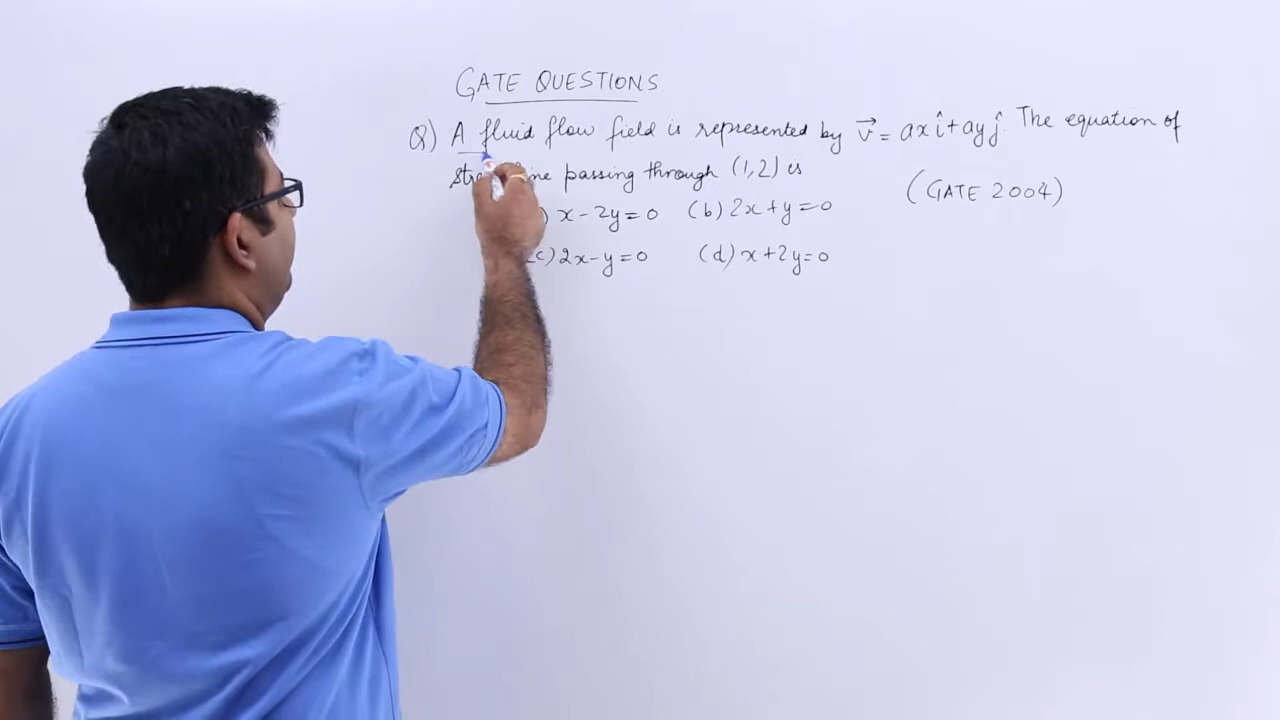 GATE QUESTIONS
Q) A fluid flow field is represented by v⃗ = axî+ayĵ. The equation of
passing through (1,2) is
(GATE 2004)
x-2y=0 (b) 2x+y=0
(c) 2x-y=0 (d) x+2y=0